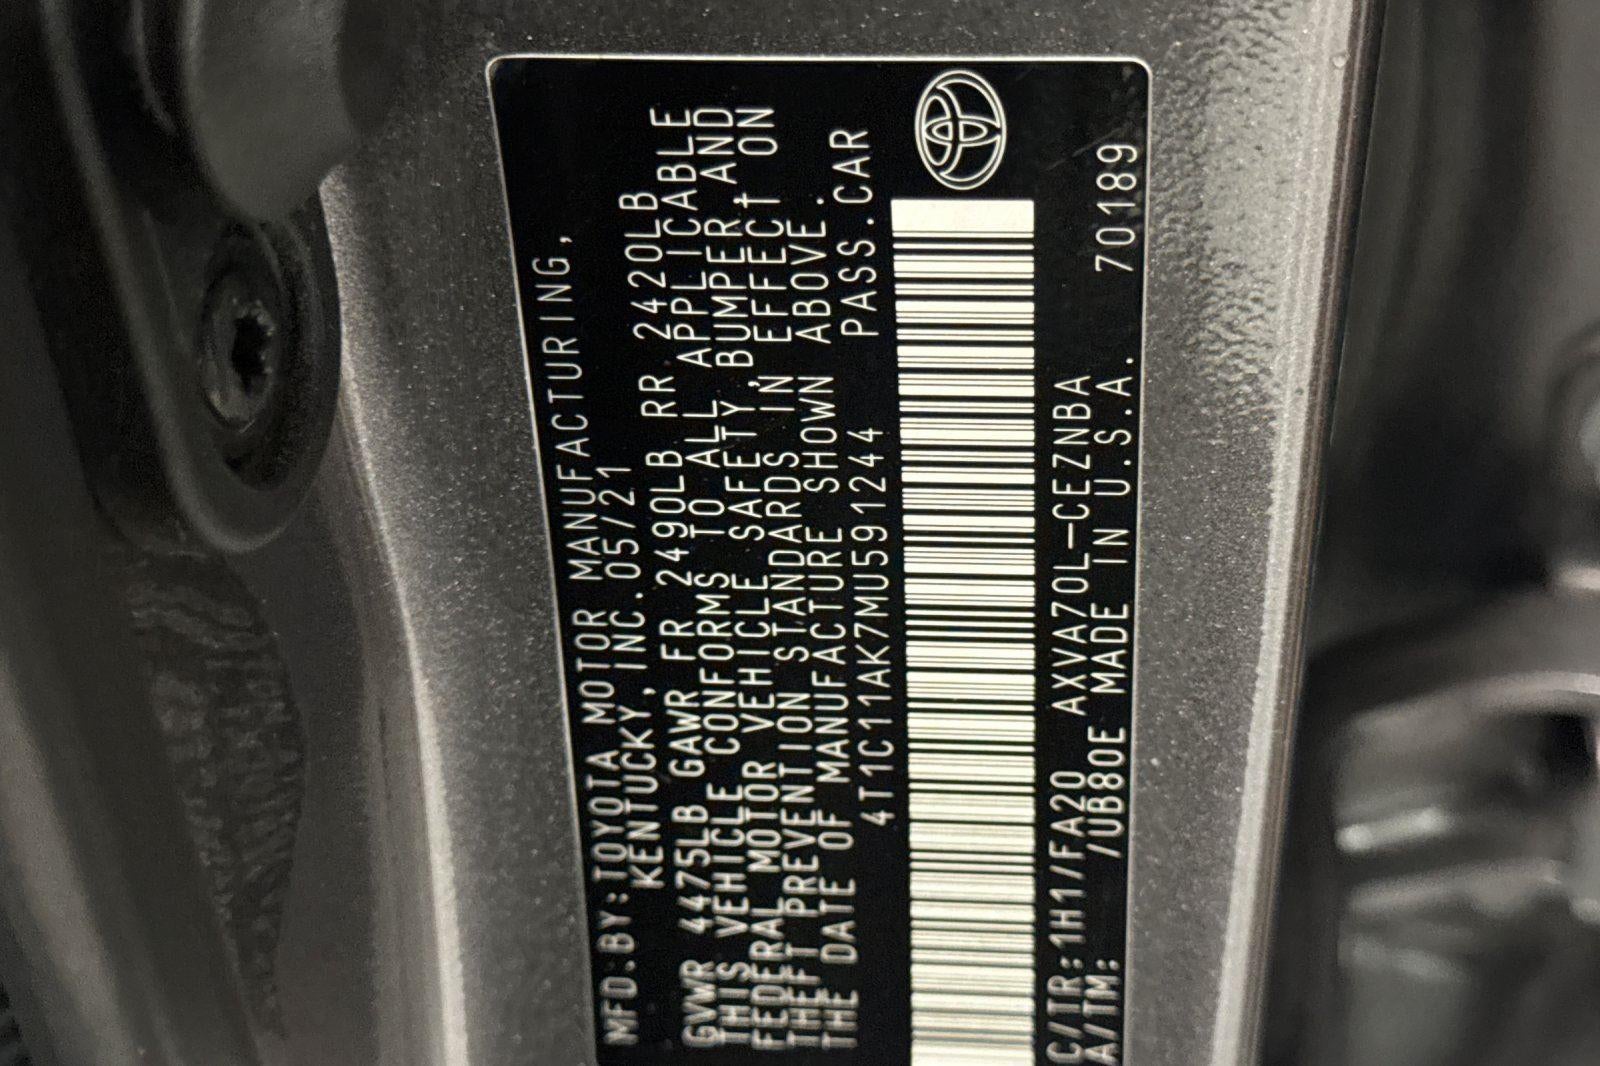 MFD.BY:TOYOTA MOTOR MANUFACTURING,
KENTUCKY, INC. 05/21
GVWR 4475LB GAWR FR 2490LB RR 2420LB
THIS VEHICLE CONFORMS TO ALL APPLICABLE
FEDERAL MOTOR VEHICLE SAFETY, BUMPER, AND
THEFT PREVENTION STANDARDS IN EFFECT ON
THE DATE OF MANUFACTURE SHOWN ABOVE.
4T1C11AK7MU591244 PASS.CAR
C/TR:1H1/FA20 AXVA70L-CEZNBA
A/TM: /UB80E MADE IN U.S.A. 70189